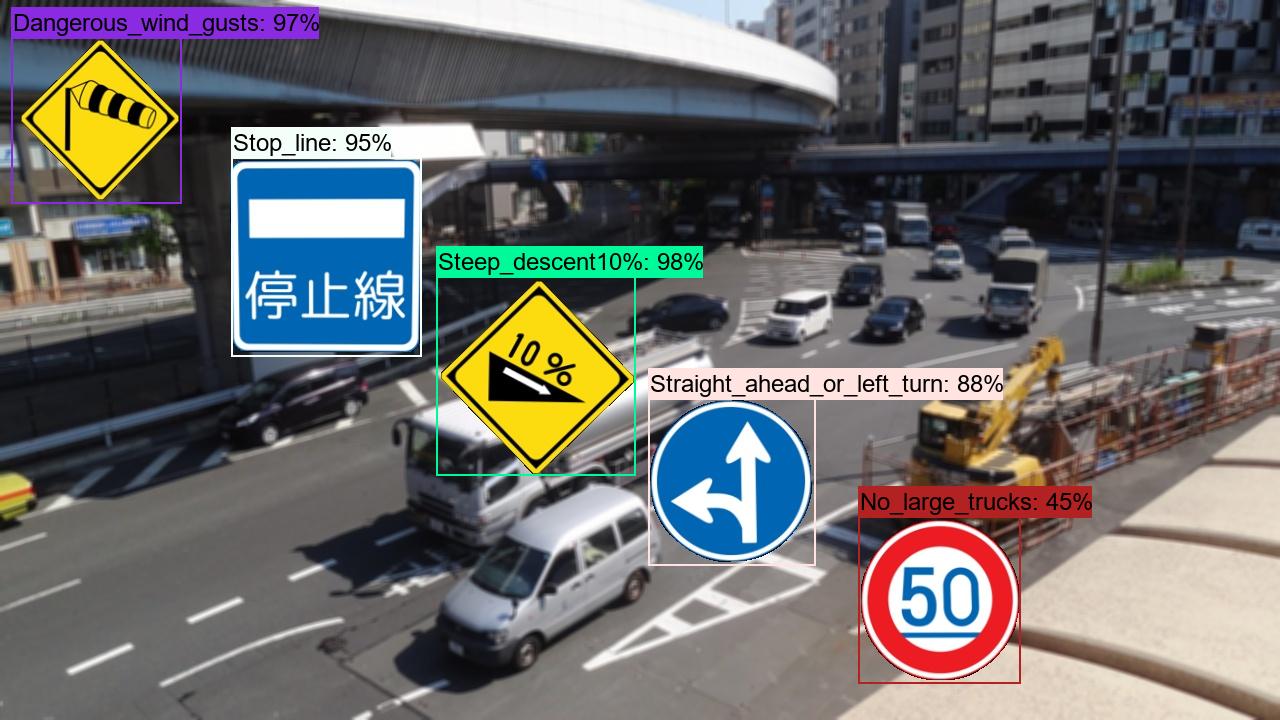 Dangerous_wind_gusts: 97%
Stop_line: 95%
停止線
Steep_descent10%: 98%
10%
Straight_ahead_or_left_turn: 88%
No_large_trucks: 45%
50